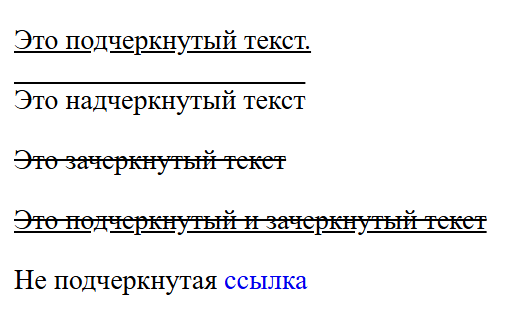 Это подчеркнутый текст.
Это надчеркнутый текст
Это зачеркнутый текст
Это подчеркнутый и зачеркнутый текст
Не подчеркнутая ссылка